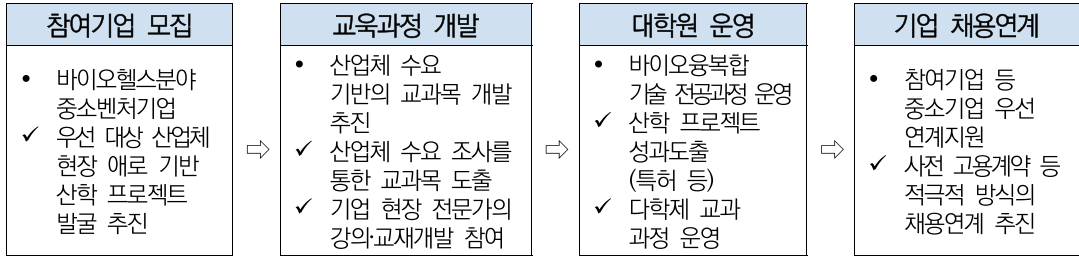 참여기업 모집
• 바이오헬스분야
중소벤처기업
✓ 우선 대상 산업체
현장 애로 기반
산학 프로젝트
발굴 추진
⇨
교육과정 개발
• 산업체 수요
기반의 교과목 개발
추진
✓ 산업체 수요 조사를
통한 교과목 도출
✓ 기업 현장 전문가의
강의·교재개발 참여
⇨
대학원 운영
• 바이오융복합
기술 전공과정 운영
✓ 산학 프로젝트
성과도출
(특허 등)
✓ 다학제 교과
과정 운영
⇨
기업 채용연계
• 참여기업 등
중소기업 우선
연계지원
✓ 사전 고용계약 등
적극적 방식의
채용연계 추진